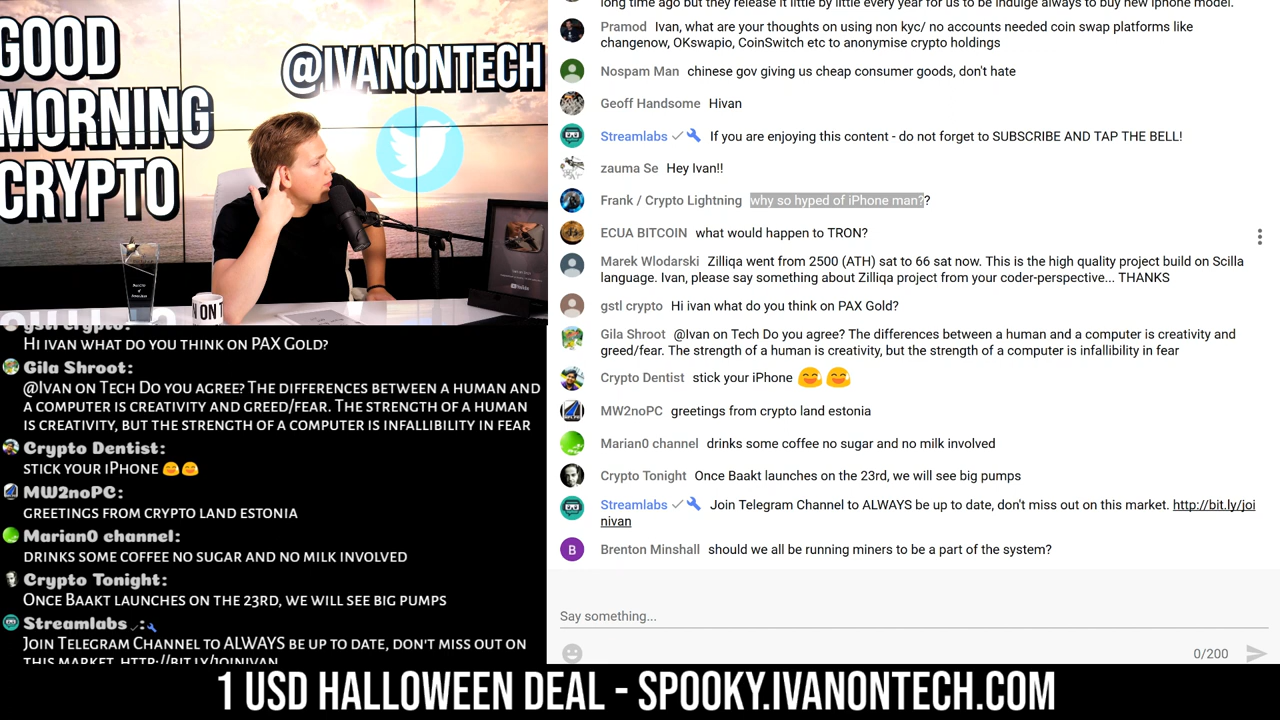 GOOD
MORNING
CRYPTO
@IVANONTECH
YouTube
N ON T
gstl crypto:
Hi ivan what do you think on PAX Gold?
Gila Shroot:
@Ivan on Tech Do you agree? The differences between a human and
a computer is creativity and greed/fear. The strength of a human
is creativity, but the strength of a computer is infallibility in fear
Crypto Dentist:
stick your iPhone 😊😊
MW2noPC:
greetings from crypto land estonia
Marian0 channel:
drinks some coffee no sugar and no milk involved
Crypto Tonight:
Once Baakt launches on the 23rd, we will see big pumps
Streamlabs ✓🔧:
Join Telegram Channel to ALWAYS be up to date, don't miss out on
this market. http://bit.ly/joinivan
long time ago but they release it little by little every year for us to be indulge always to buy new iphone model.
Pramod Ivan, what are your thoughts on using non kyc/ no accounts needed coin swap platforms like
changenow, OKswapio, CoinSwitch etc to anonymise crypto holdings
Nospam Man chinese gov giving us cheap consumer goods, don't hate
Geoff Handsome Hivan
Streamlabs ✓ 🔧 If you are enjoying this content - do not forget to SUBSCRIBE AND TAP THE BELL!
zauma Se Hey Ivan!!
Frank / Crypto Lightning why so hyped of iPhone man??
ECUA BITCOIN what would happen to TRON?
Marek Wlodarski Zilliqa went from 2500 (ATH) sat to 66 sat now. This is the high quality project build on Scilla
language. Ivan, please say something about Zilliqa project from your coder-perspective... THANKS
gstl crypto Hi ivan what do you think on PAX Gold?
Gila Shroot @Ivan on Tech Do you agree? The differences between a human and a computer is creativity and
greed/fear. The strength of a human is creativity, but the strength of a computer is infallibility in fear
Crypto Dentist stick your iPhone 😊 😊
MW2noPC greetings from crypto land estonia
Marian0 channel drinks some coffee no sugar and no milk involved
Crypto Tonight Once Baakt launches on the 23rd, we will see big pumps
Streamlabs ✓ 🔧 Join Telegram Channel to ALWAYS be up to date, don't miss out on this market. http://bit.ly/joi
nivan
B Brenton Minshall should we all be running miners to be a part of the system?
Say something...
0/200
1 USD HALLOWEEN DEAL - SPOOKY.IVANONTECH.COM